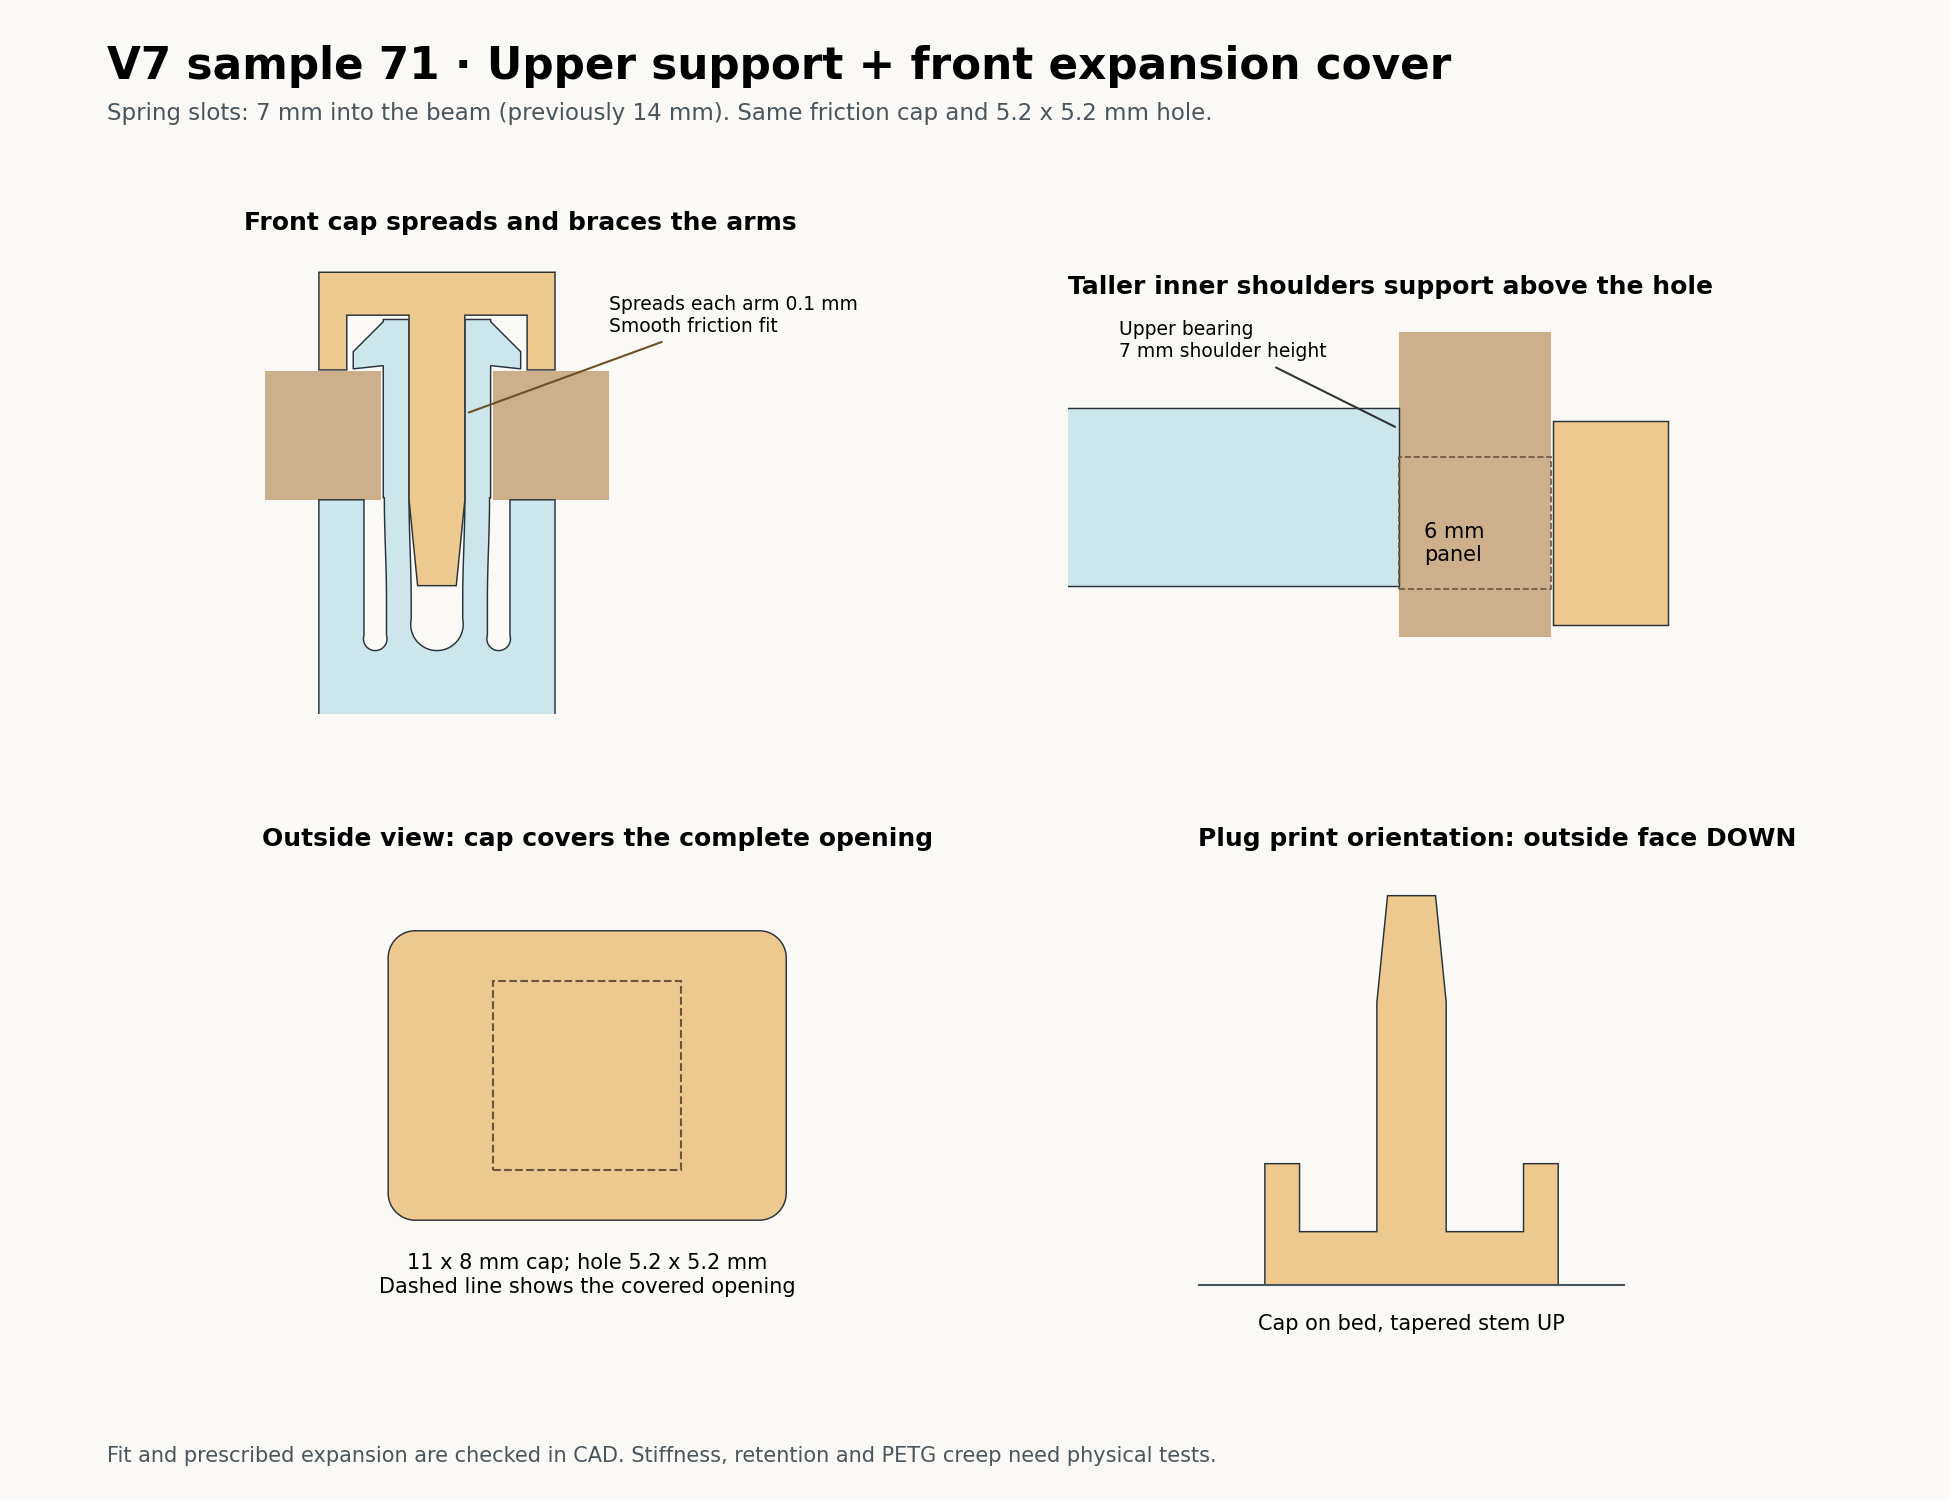 V7 sample 71 · Upper support + front expansion cover
Spring slots: 7 mm into the beam (previously 14 mm). Same friction cap and 5.2 x 5.2 mm hole.
Front cap spreads and braces the arms
Spreads each arm 0.1 mm
Smooth friction fit
Taller inner shoulders support above the hole
Upper bearing
7 mm shoulder height
6 mm
panel
Outside view: cap covers the complete opening
11 x 8 mm cap; hole 5.2 x 5.2 mm
Dashed line shows the covered opening
Plug print orientation: outside face DOWN
Cap on bed, tapered stem UP
Fit and prescribed expansion are checked in CAD. Stiffness, retention and PETG creep need physical tests.